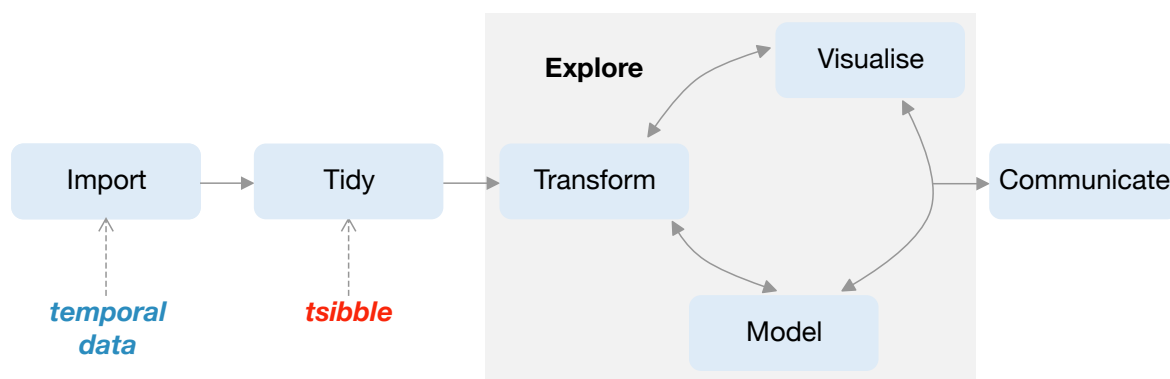 Visualise
Explore
Import
Tidy
Transform
Communicate
temporal
data
tsibble
Model